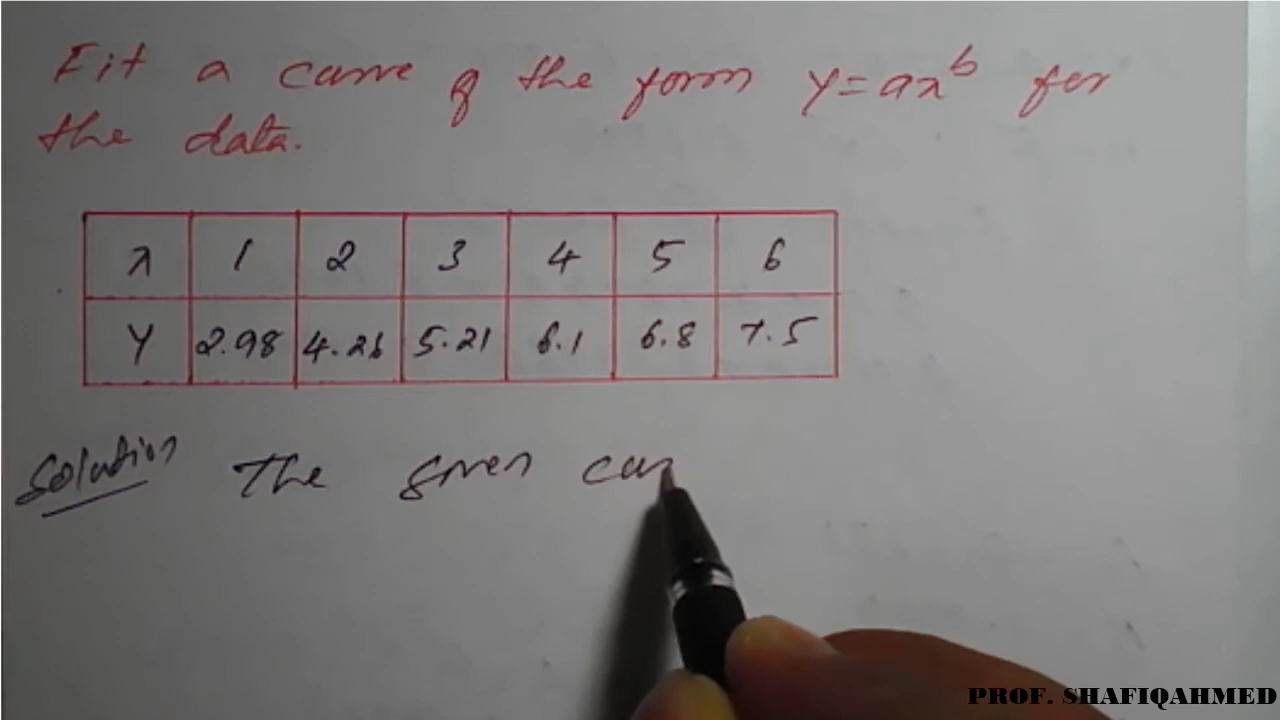 Fit a curve of the form y=ax^b for
the data.
x 1 2 3 4 5 6
y 2.98 4.26 5.21 6.1 6.8 7.5
Solution The given cur
PROF. SHAFIQAHMED